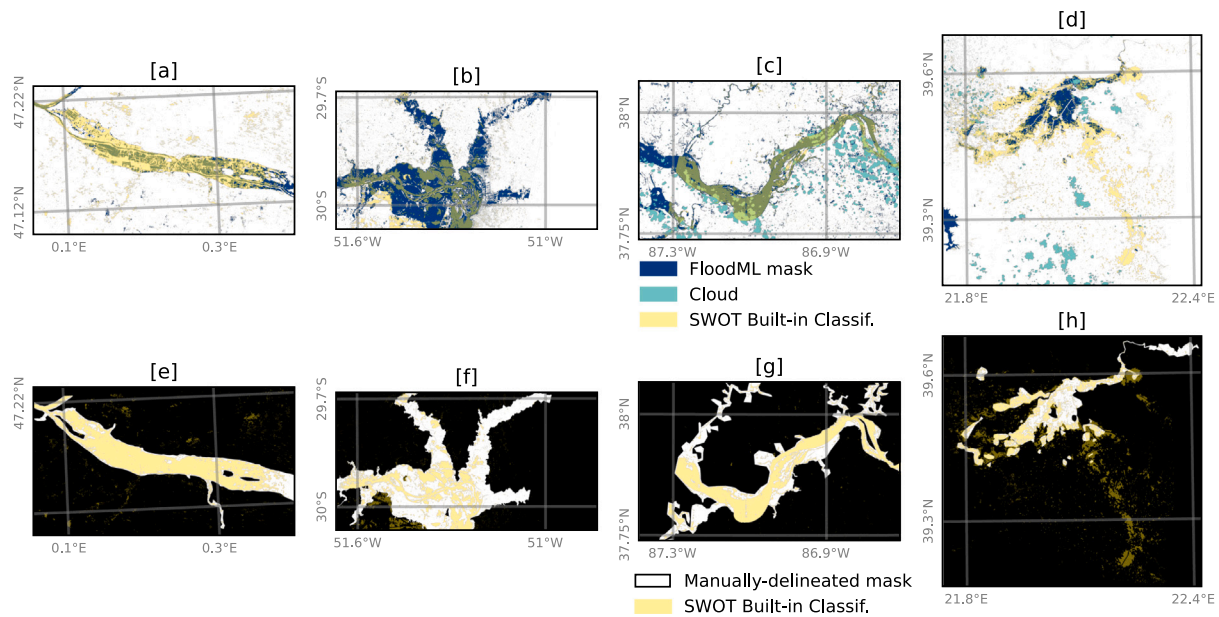 [a]
[b]
[c]
[d]
47.22°N
47.12°N
0.1°E
0.3°E
29.7°S
30°S
51.6°W
51°W
38°N
37.75°N
87.3°W
86.9°W
39.6°N
39.3°N
21.8°E
22.4°E
FloodML mask
Cloud
SWOT Built-in Classif.
[e]
[f]
[g]
[h]
47.22°N
47.12°N
0.1°E
0.3°E
29.7°S
30°S
51.6°W
51°W
38°N
37.75°N
87.3°W
86.9°W
39.6°N
39.3°N
21.8°E
22.4°E
Manually-delineated mask
SWOT Built-in Classif.